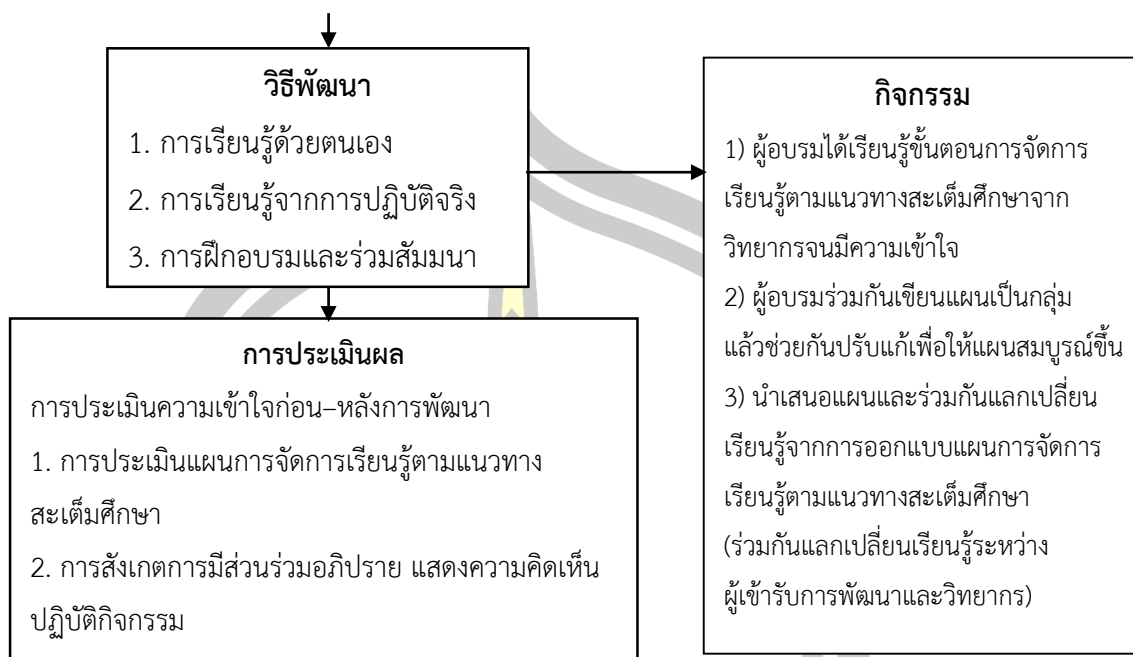 วิธีพัฒนา
1. การเรียนรู้ด้วยตนเอง
2. การเรียนรู้จากการปฏิบัติจริง
3. การฝึกอบรมและร่วมสัมมนา
กิจกรรม
1) ผู้อบรมได้เรียนรู้ขั้นตอนการจัดการ
เรียนรู้ตามแนวทางสะเต็มศึกษาจาก
วิทยากรจนมีความเข้าใจ
2) ผู้อบรมร่วมกันเขียนแผนเป็นกลุ่ม
แล้วช่วยกันปรับแก้เพื่อให้แผนสมบูรณ์ขึ้น
3) นำเสนอแผนและร่วมกันแลกเปลี่ยน
เรียนรู้จากการออกแบบแผนการจัดการ
เรียนรู้ตามแนวทางสะเต็มศึกษา
(ร่วมกันแลกเปลี่ยนเรียนรู้ระหว่าง
ผู้เข้ารับการพัฒนาและวิทยากร)
การประเมินผล
การประเมินความเข้าใจก่อน–หลังการพัฒนา
1. การประเมินแผนการจัดการเรียนรู้ตามแนวทาง
สะเต็มศึกษา
2. การสังเกตการมีส่วนร่วมอภิปราย แสดงความคิดเห็น
ปฏิบัติกิจกรรม